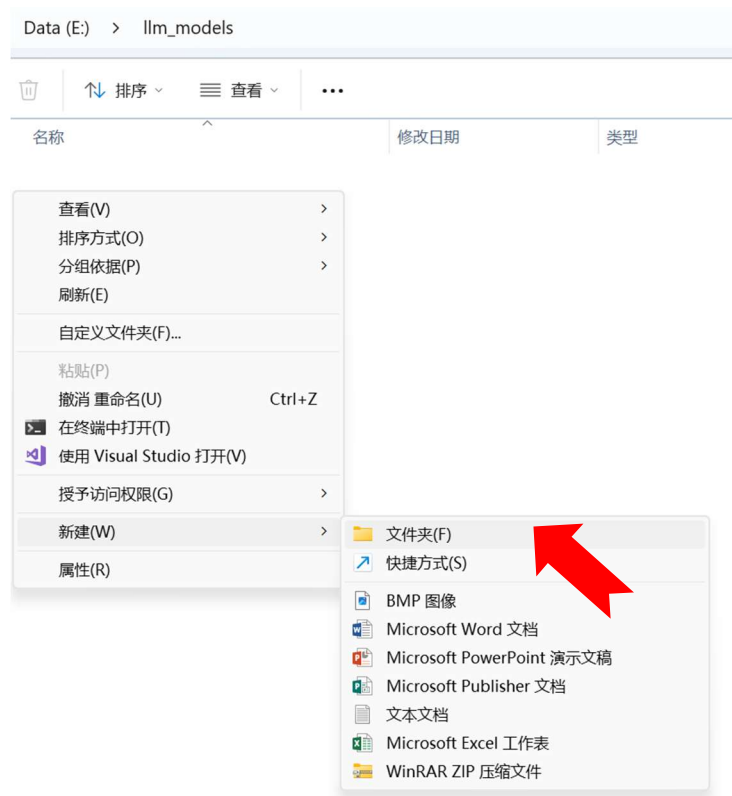 Data (E:) > llm_models
排序 查看 •••
名称 修改日期 类型
查看(V)
排序方式(O)
分组依据(P)
刷新(E)
自定义文件夹(F)...
粘贴(P)
撤消 重命名(U) Ctrl+Z
在终端中打开(T)
使用 Visual Studio 打开(V)
授予访问权限(G)
新建(W)
属性(R)
文件夹(F)
快捷方式(S)
BMP 图像
Microsoft Word 文档
Microsoft PowerPoint 演示文稿
Microsoft Publisher 文档
文本文档
Microsoft Excel 工作表
WinRAR ZIP 压缩文件